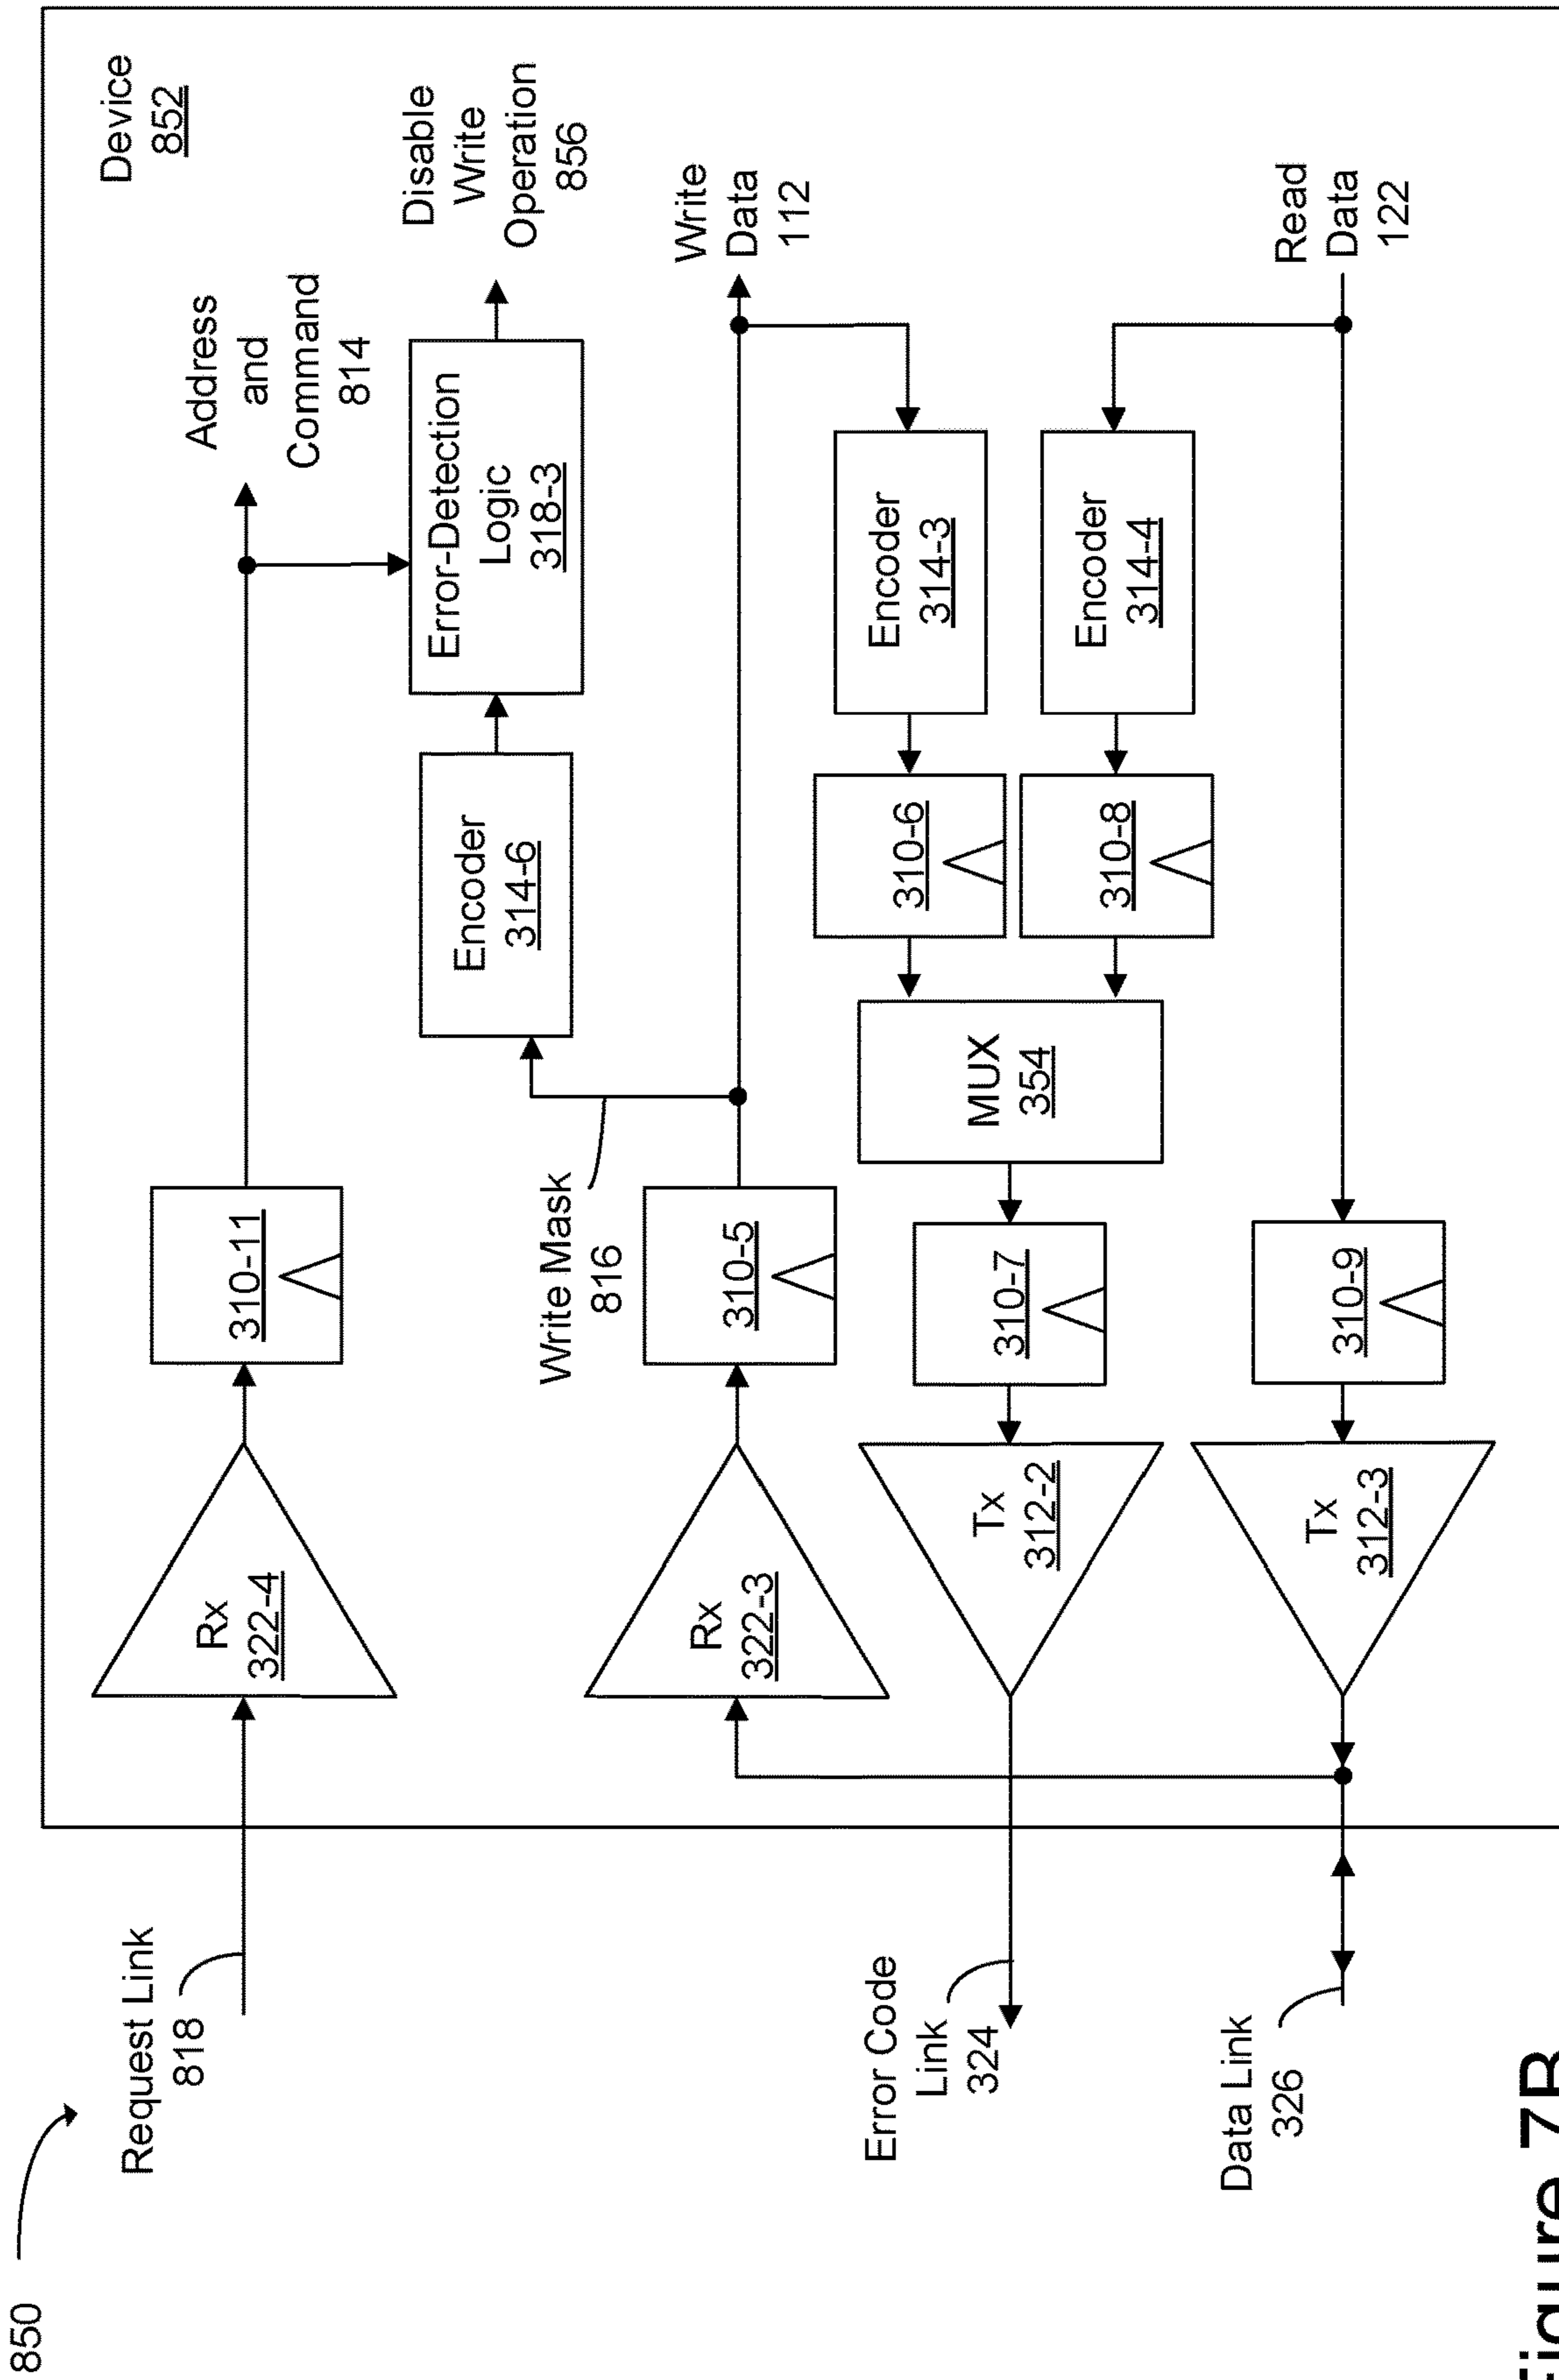 850
Request Link
818
Error Code
Link
324
Data Link
326
Device
852
Rx
322-4
310-11
Address
and
Command
814
Encoder
314-6
Error-Detection
Logic
318-3
Disable
Write
Operation
856
Write Mask
816
Rx
322-3
310-5
Write
Data
112
Tx
312-2
310-7
MUX
354
310-6
Encoder
314-3
310-8
Encoder
314-4
Tx
312-3
310-9
Read
Data
122
Figure 7B